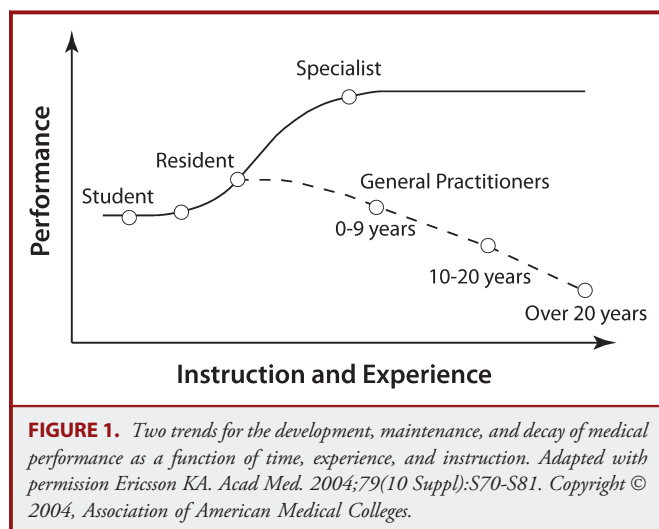 Specialist
Resident
Student
General Practitioners
0-9 years
10-20 years
Over 20 years
Performance
Instruction and Experience
FIGURE 1. Two trends for the development, maintenance, and decay of medical
performance as a function of time, experience, and instruction. Adapted with
permission Ericsson KA. Acad Med. 2004;79(10 Suppl):S70-S81. Copyright ©
2004, Association of American Medical Colleges.